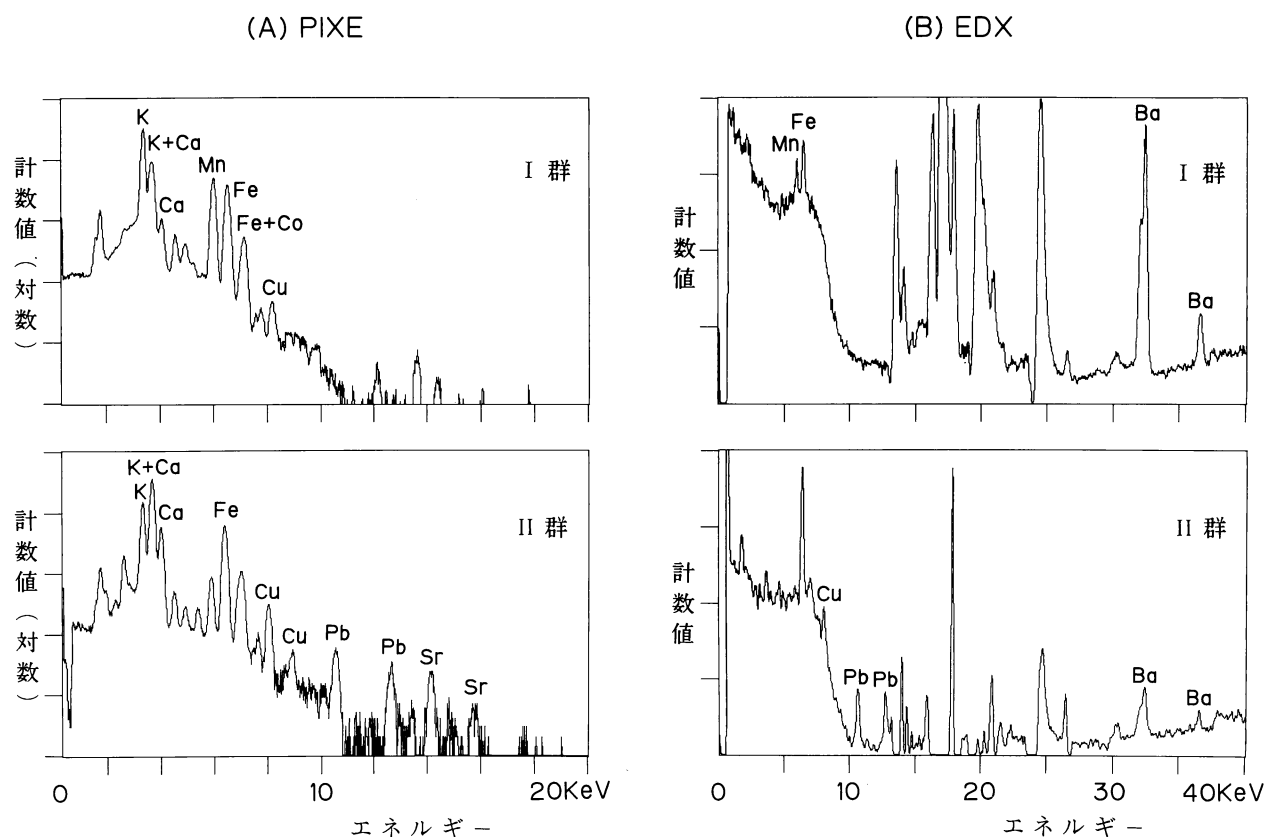 (A) PIXE
(B) EDX
計数値(対数)
K
K+Ca
Ca
Mn
Fe
Fe+Co
Cu
I 群
計数値
Mn
Fe
Ba
Ba
I 群
計数値(対数)
K+Ca
K
Ca
Fe
Cu
Cu
Pb
Pb
Sr
Sr
II 群
0 10 20KeV
エネルギー
計数値
Cu
Pb Pb
Ba
Ba
II 群
0 10 20 30 40KeV
エネルギー